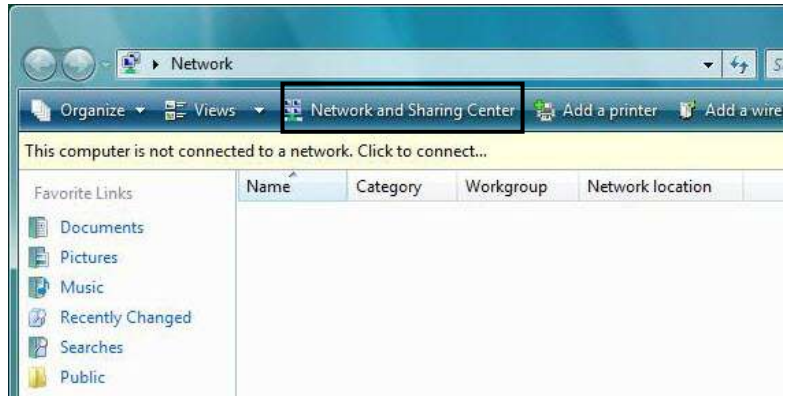 Network
Organize Views Network and Sharing Center Add a printer Add a wire
This computer is not connected to a network. Click to connect...
Favorite Links
Name Category Workgroup Network location
Documents
Pictures
Music
Recently Changed
Searches
Public